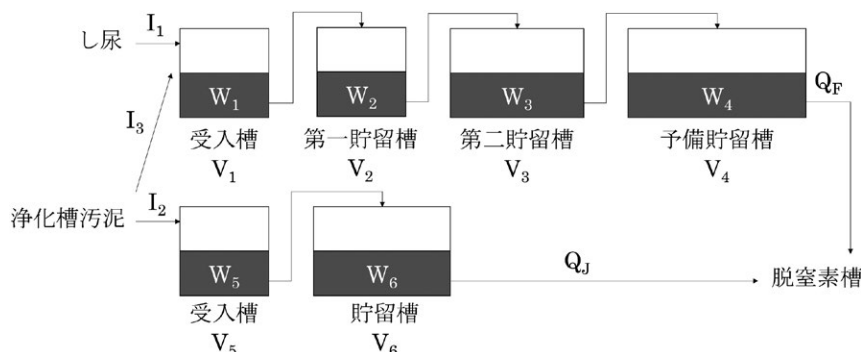 し尿
I₁
W₁
W₂
W₃
W₄
Q_F
I₃
受入槽
第一貯留槽
第二貯留槽
予備貯留槽
V₁
V₂
V₃
V₄
浄化槽汚泥
I₂
W₅
W₆
Q_J
脱窒素槽
受入槽
貯留槽
V₅
V₆